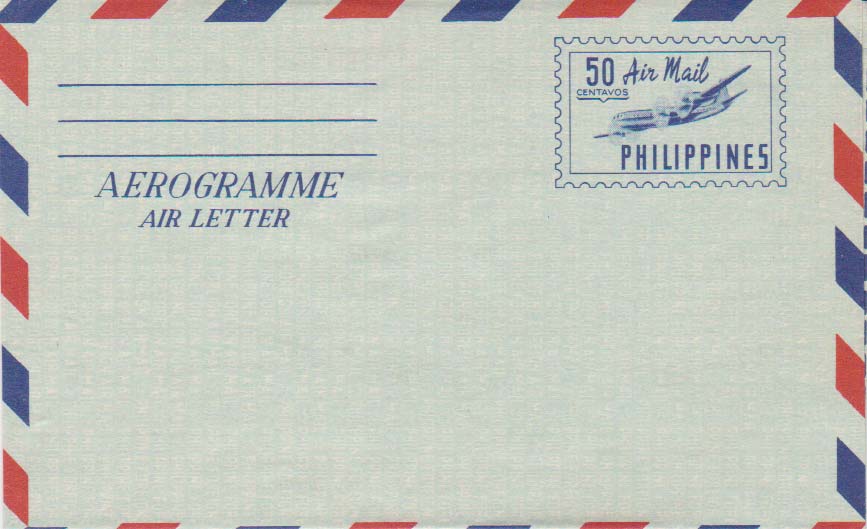 50 Air Mail
CENTAVOS
PHILIPPINES
AEROGRAMME
AIR LETTER